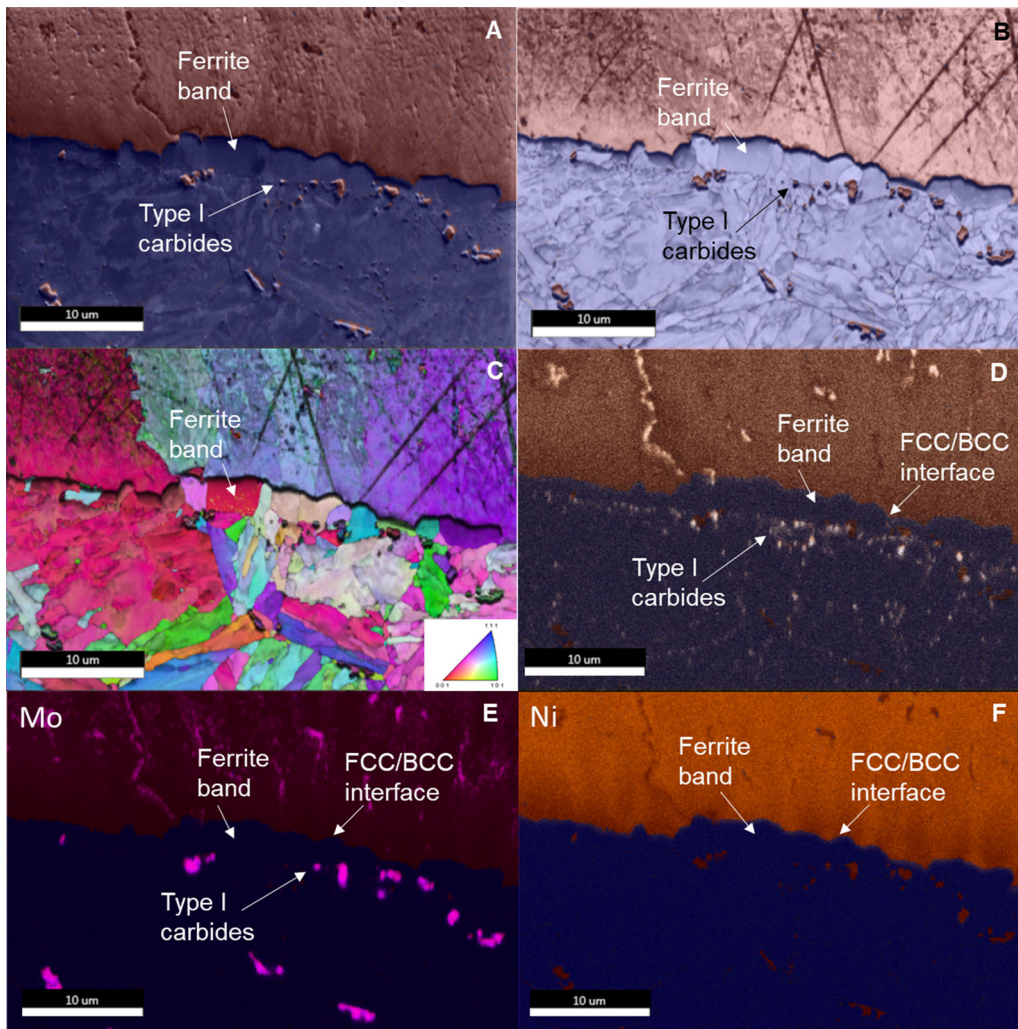 A
Ferrite
band
Type I
carbides
10 um
B
Ferrite
band
Type I
carbides
10 um
C
Ferrite
band
10 um
111
001
101
D
Ferrite
band
FCC/BCC
interface
Type I
carbides
10 um
Mo
E
Ferrite
band
FCC/BCC
interface
Type I
carbides
10 um
Ni
F
Ferrite
band
FCC/BCC
interface
10 um